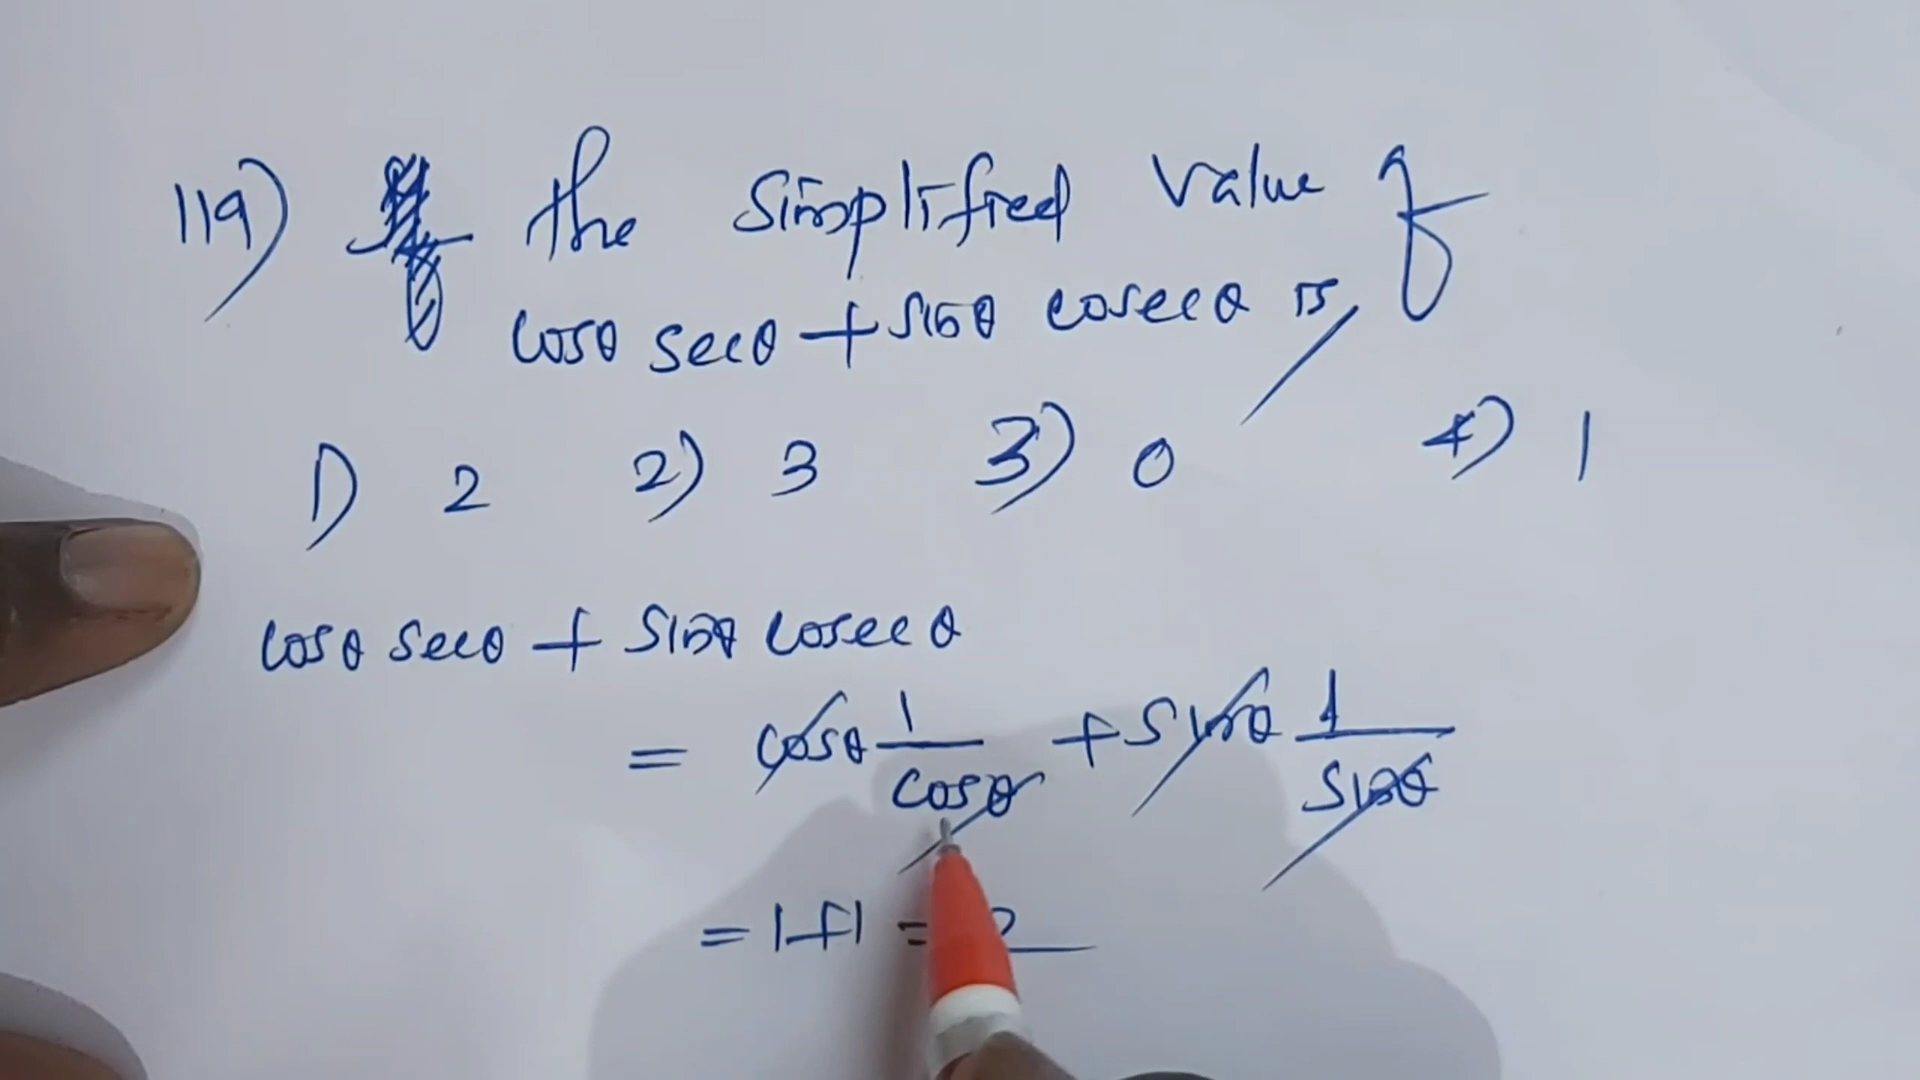 119) the simplified value of
cosθ secθ + sinθ cosecθ is,
1) 2 2) 3 3) 0 4) 1
cosθ secθ + sinθ cosecθ
= cosθ 1/cosθ + sinθ 1/sinθ
= 1+1 =